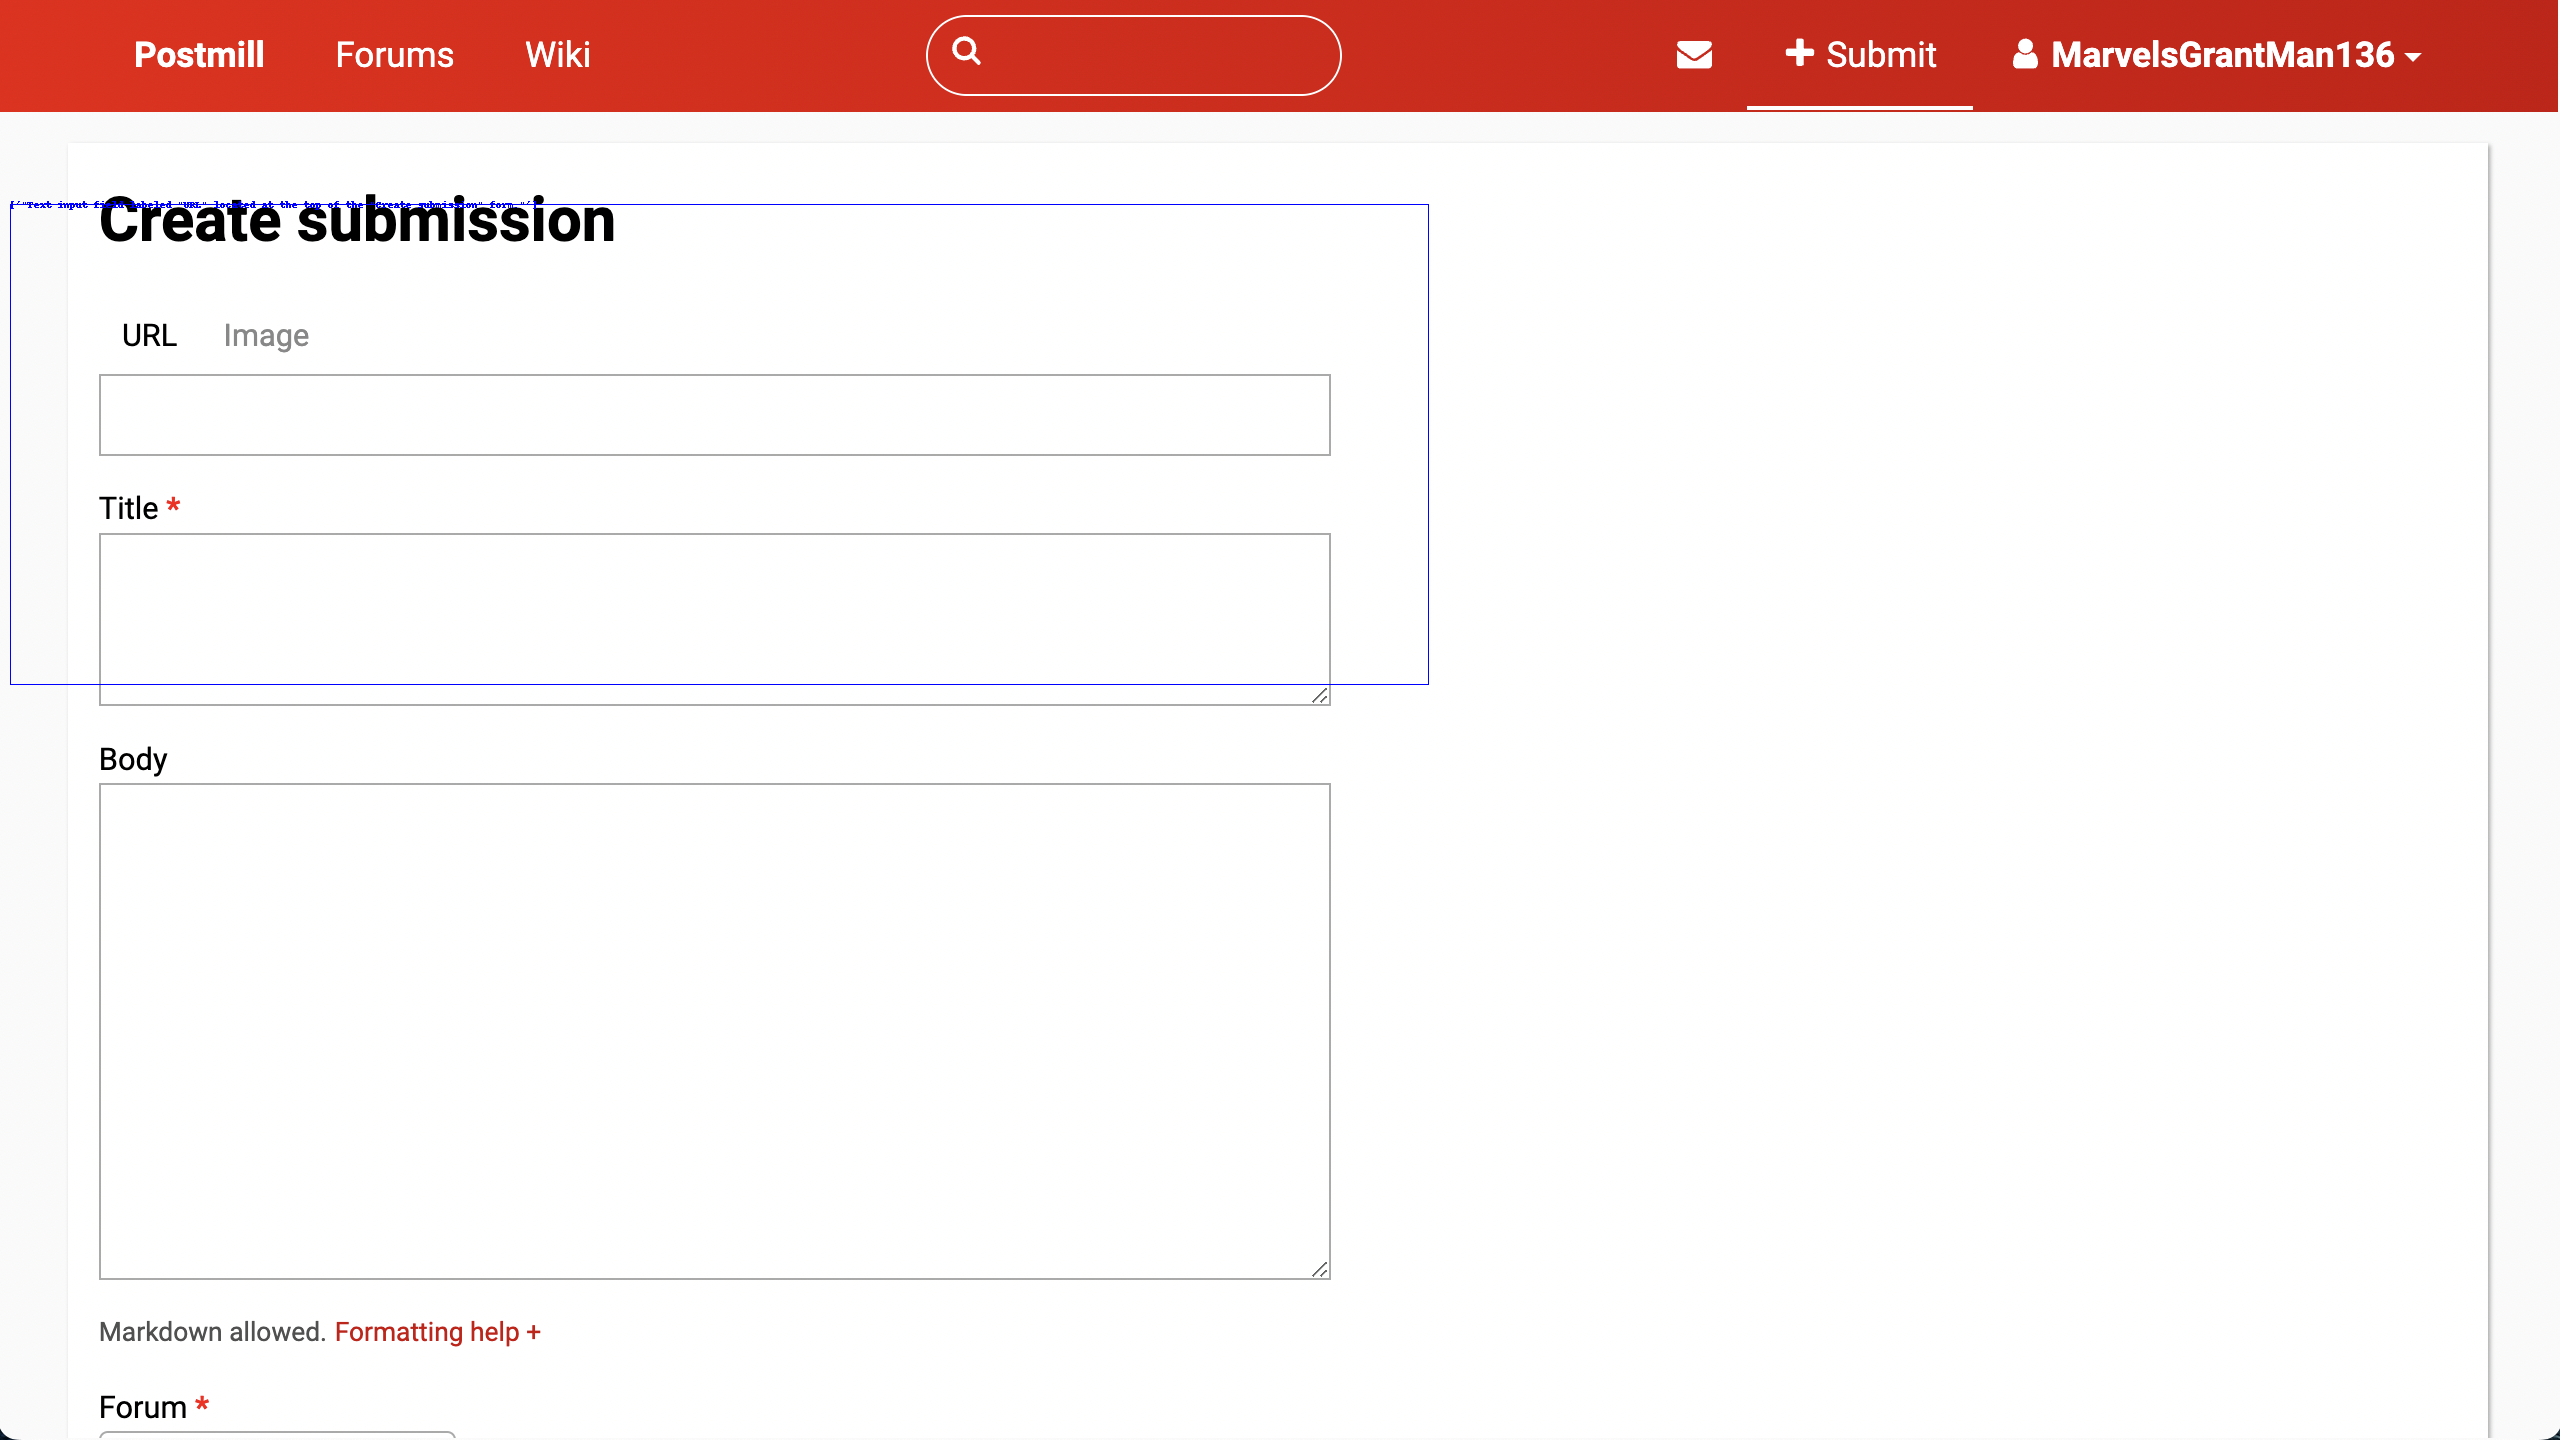 Postmill Forums Wiki Submit MarvelsGrantMan136
["Text input field labeled "URL" located at the top of the "Create submission" form."]
Create submission
URL Image
Title *
Body
Markdown allowed. Formatting help +
Forum *